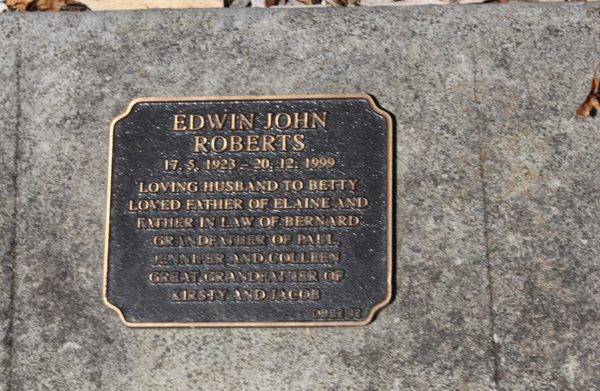 EDWIN JOHN
ROBERTS
17. 5. 1923 – 20. 12. 1999
LOVING HUSBAND TO BETTY
LOVED FATHER OF ELAINE AND
FATHER IN LAW OF BERNARD
GRANDFATHER OF PAUL,
JENNIFER AND COLLEEN
GREAT GRANDFATHER OF
KIRSTY AND JACOB